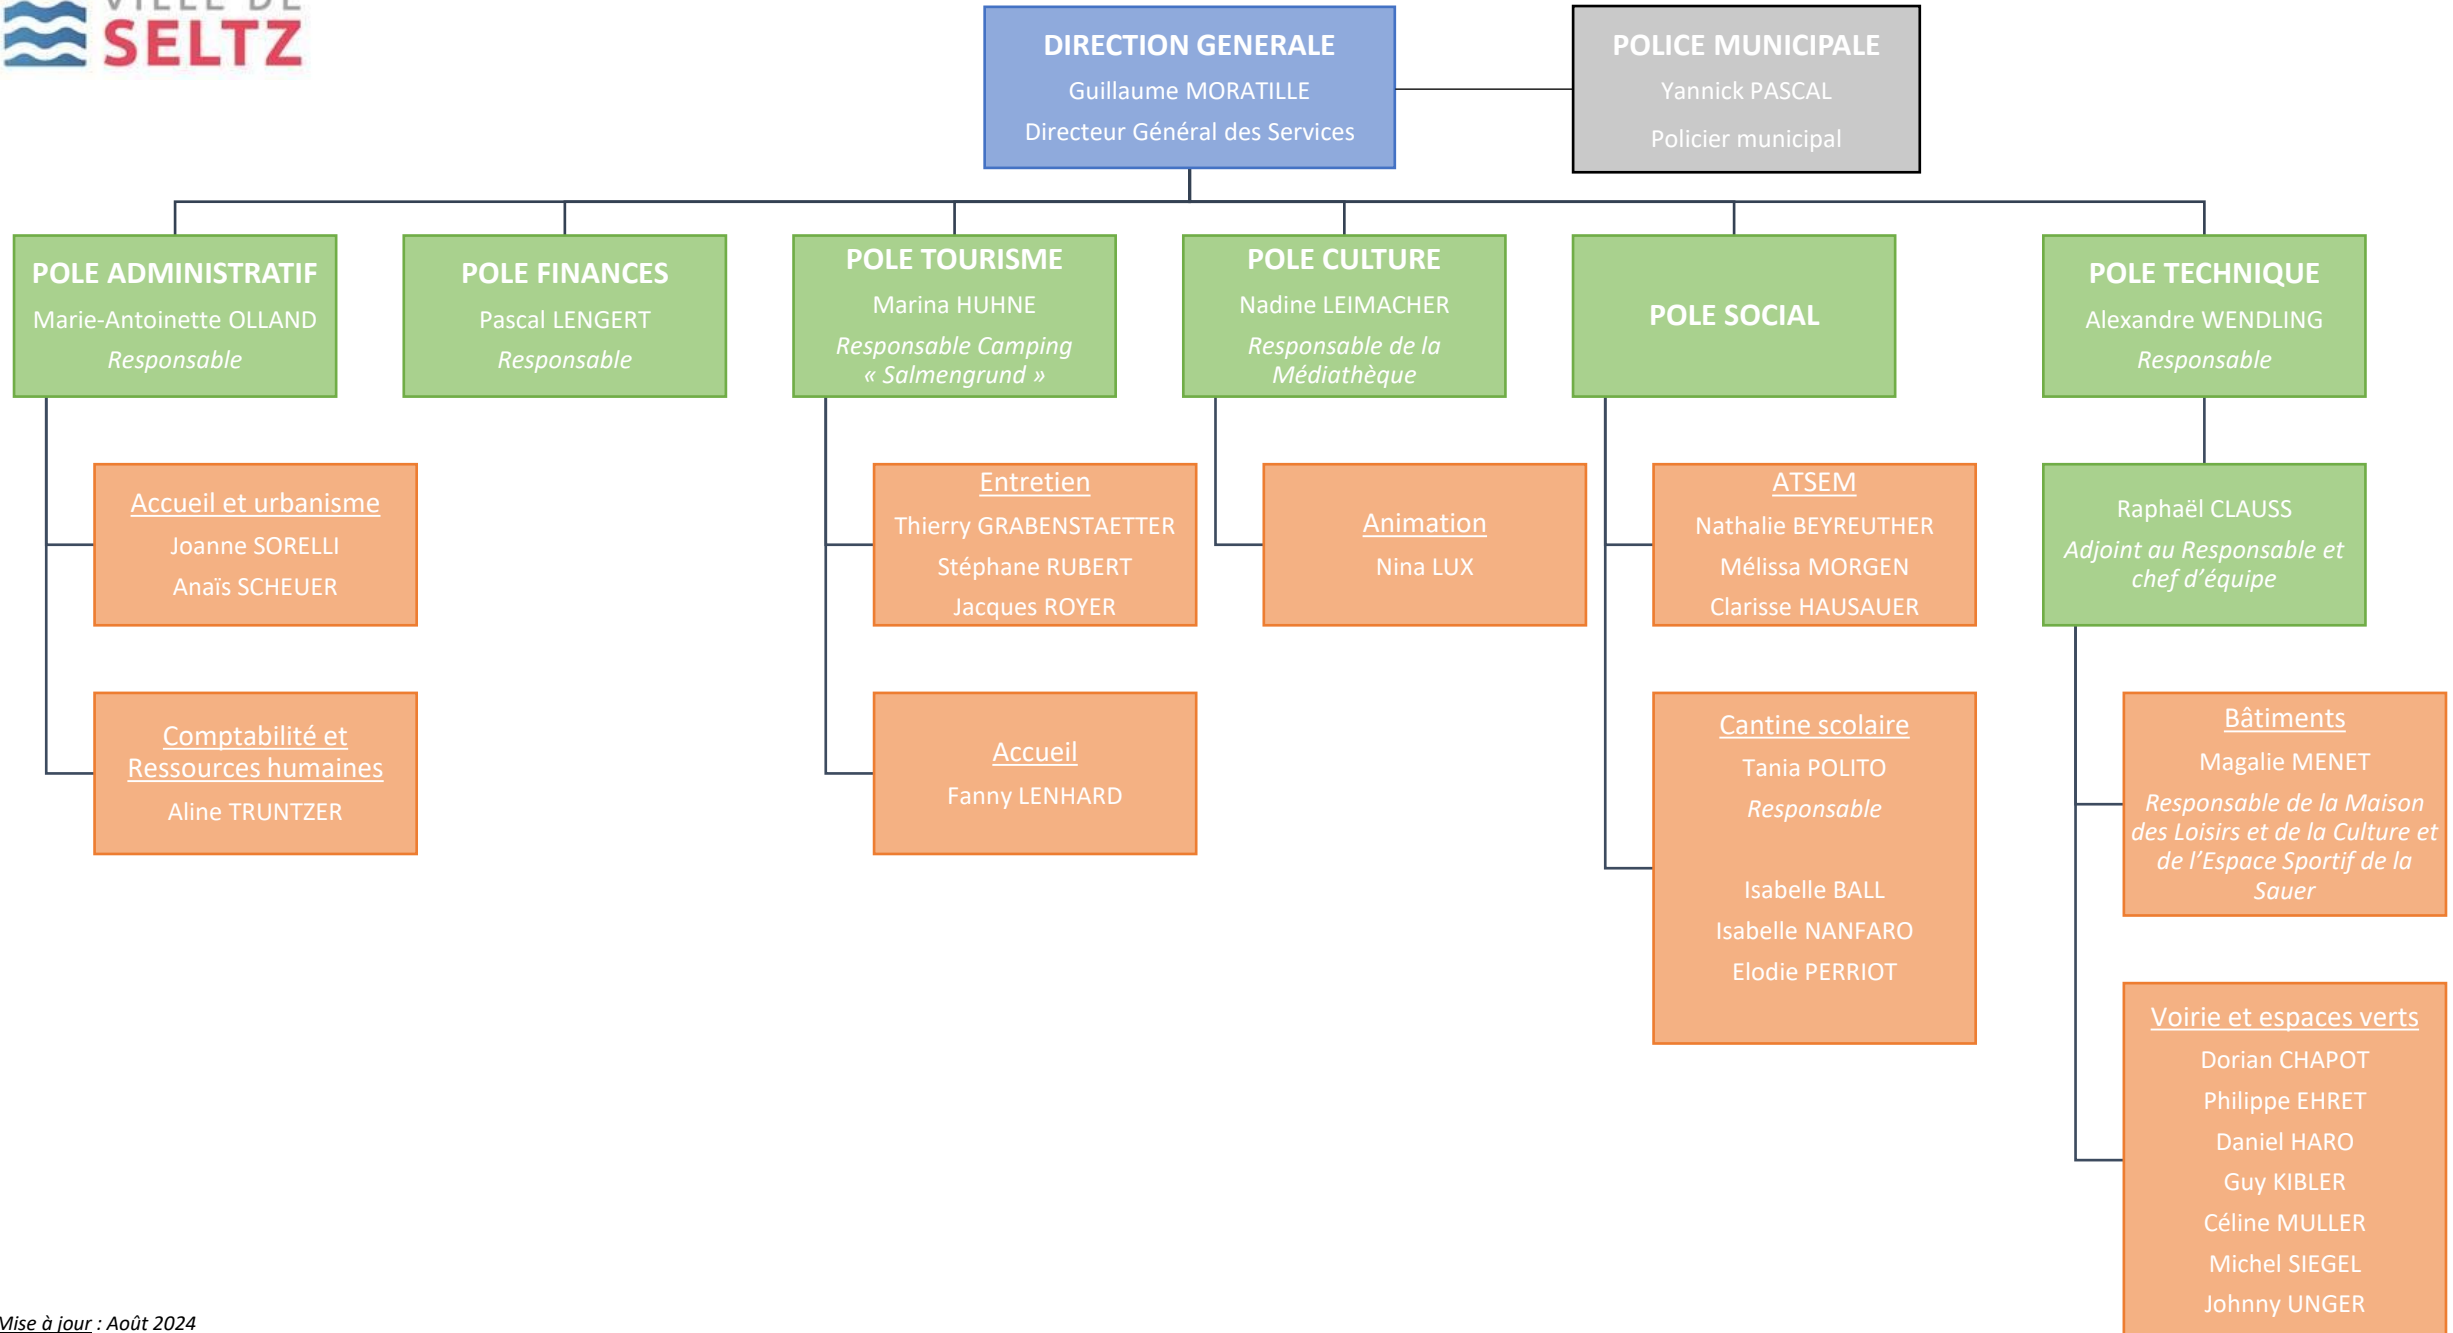 VILLE DE
SELTZ
DIRECTION GENERALE
Guillaume MORATILLE
Directeur Général des Services
POLICE MUNICIPALE
Yannick PASCAL
Policier municipal
POLE ADMINISTRATIF
Marie-Antoinette OLLAND
Responsable
POLE FINANCES
Pascal LENGERT
Responsable
POLE TOURISME
Marina HUHNE
Responsable Camping
« Salmengrund »
POLE CULTURE
Nadine LEIMACHER
Responsable de la
Médiathèque
POLE SOCIAL
POLE TECHNIQUE
Alexandre WENDLING
Responsable
Accueil et urbanisme
Joanne SORELLI
Anaïs SCHEUER
Entretien
Thierry GRABENSTAETTER
Stéphane RUBERT
Jacques ROYER
Animation
Nina LUX
ATSEM
Nathalie BEYREUTHER
Mélissa MORGEN
Clarisse HAUSAUER
Raphaël CLAUSS
Adjoint au Responsable et
chef d'équipe
Comptabilité et
Ressources humaines
Aline TRUNTZER
Accueil
Fanny LENHARD
Cantine scolaire
Tania POLITO
Responsable
Isabelle BALL
Isabelle NANFARO
Elodie PERRIOT
Bâtiments
Magalie MENET
Responsable de la Maison
des Loisirs et de la Culture et
de l'Espace Sportif de la
Sauer
Voirie et espaces verts
Dorian CHAPOT
Philippe EHRET
Daniel HARO
Guy KIBLER
Céline MULLER
Michel SIEGEL
Johnny UNGER
Mise à jour : Août 2024